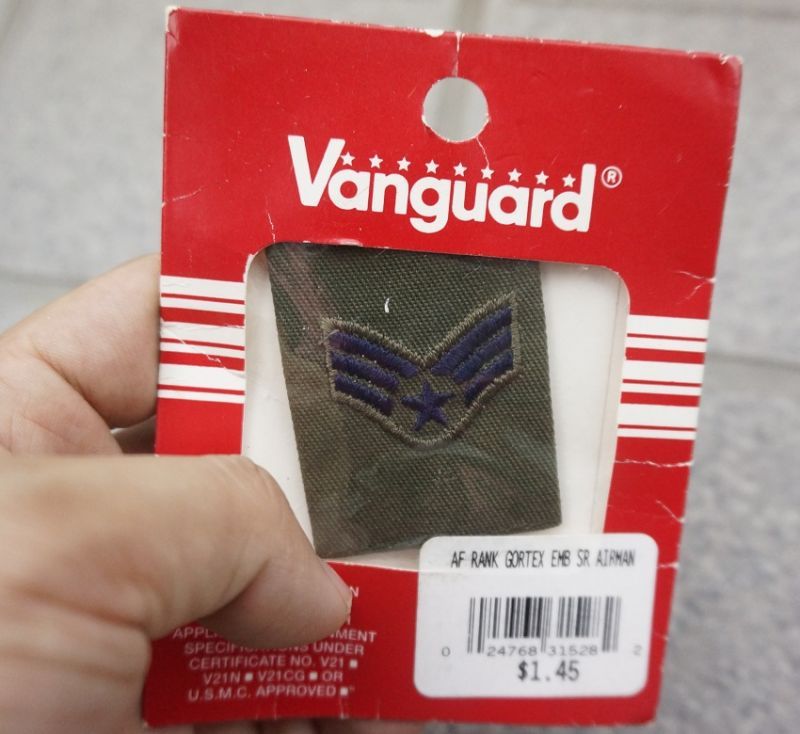 Vanguard®
AF RANK GORTEX EMB SR AIRMAN
0 24768 31528 2
$1.45
SPECIFICATIONS UNDER
CERTIFICATE NO. V21 ■
V21N ■ V21CG ■ OR
U.S.M.C. APPROVED ■